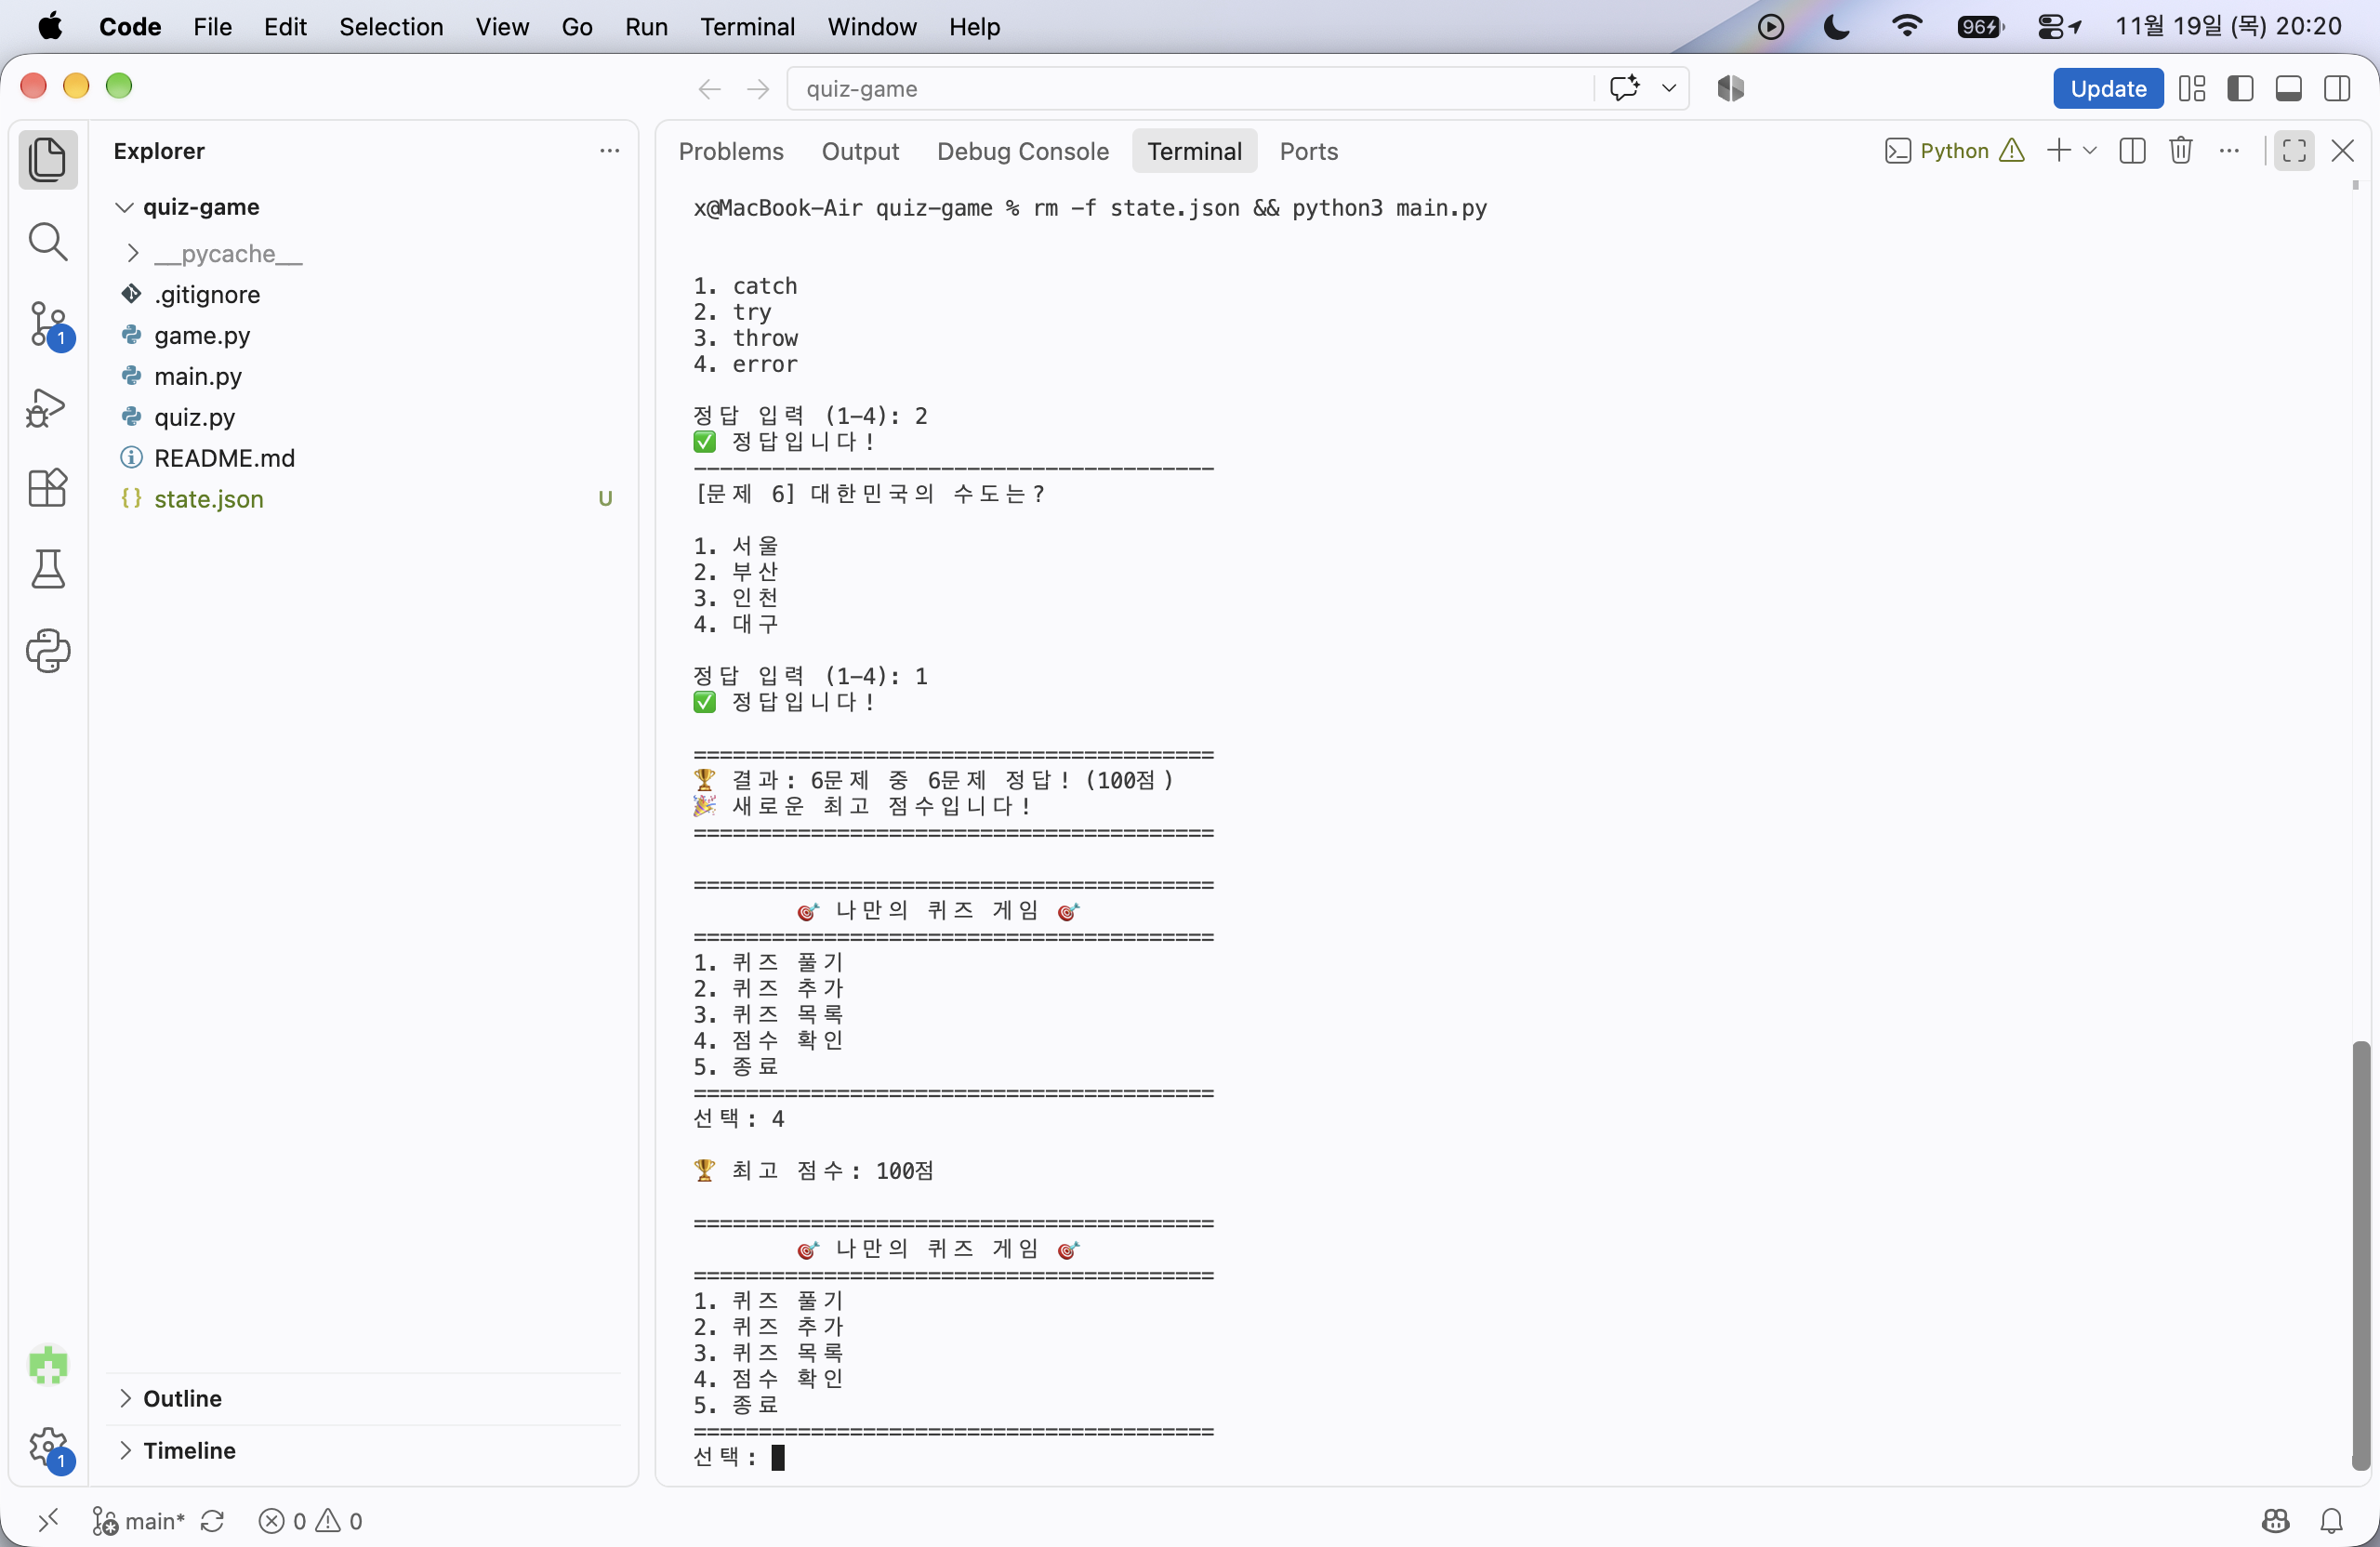 Code File Edit Selection View Go Run Terminal Window Help 96 11월 19일 (목) 20:20
quiz-game Update
Explorer
quiz-game
__pycache__
.gitignore
game.py
main.py
quiz.py
README.md
{} state.json U
Outline
Timeline
1
1
Problems Output Debug Console Terminal Ports Python
x@MacBook-Air quiz-game % rm -f state.json && python3 main.py
1. catch
2. try
3. throw
4. error
정답 입력 (1-4): 2
✅ 정답입니다!
----------------------------------------
[문제 6] 대한민국의 수도는?
1. 서울
2. 부산
3. 인천
4. 대구
정답 입력 (1-4): 1
✅ 정답입니다!
========================================
🏆 결과: 6문제 중 6문제 정답! (100점)
🎉 새로운 최고 점수입니다!
========================================
========================================
🎯 나만의 퀴즈 게임 🎯
========================================
1. 퀴즈 풀기
2. 퀴즈 추가
3. 퀴즈 목록
4. 점수 확인
5. 종료
========================================
선택: 4
🏆 최고 점수: 100점
========================================
🎯 나만의 퀴즈 게임 🎯
========================================
1. 퀴즈 풀기
2. 퀴즈 추가
3. 퀴즈 목록
4. 점수 확인
5. 종료
========================================
선택:
main* 0 0